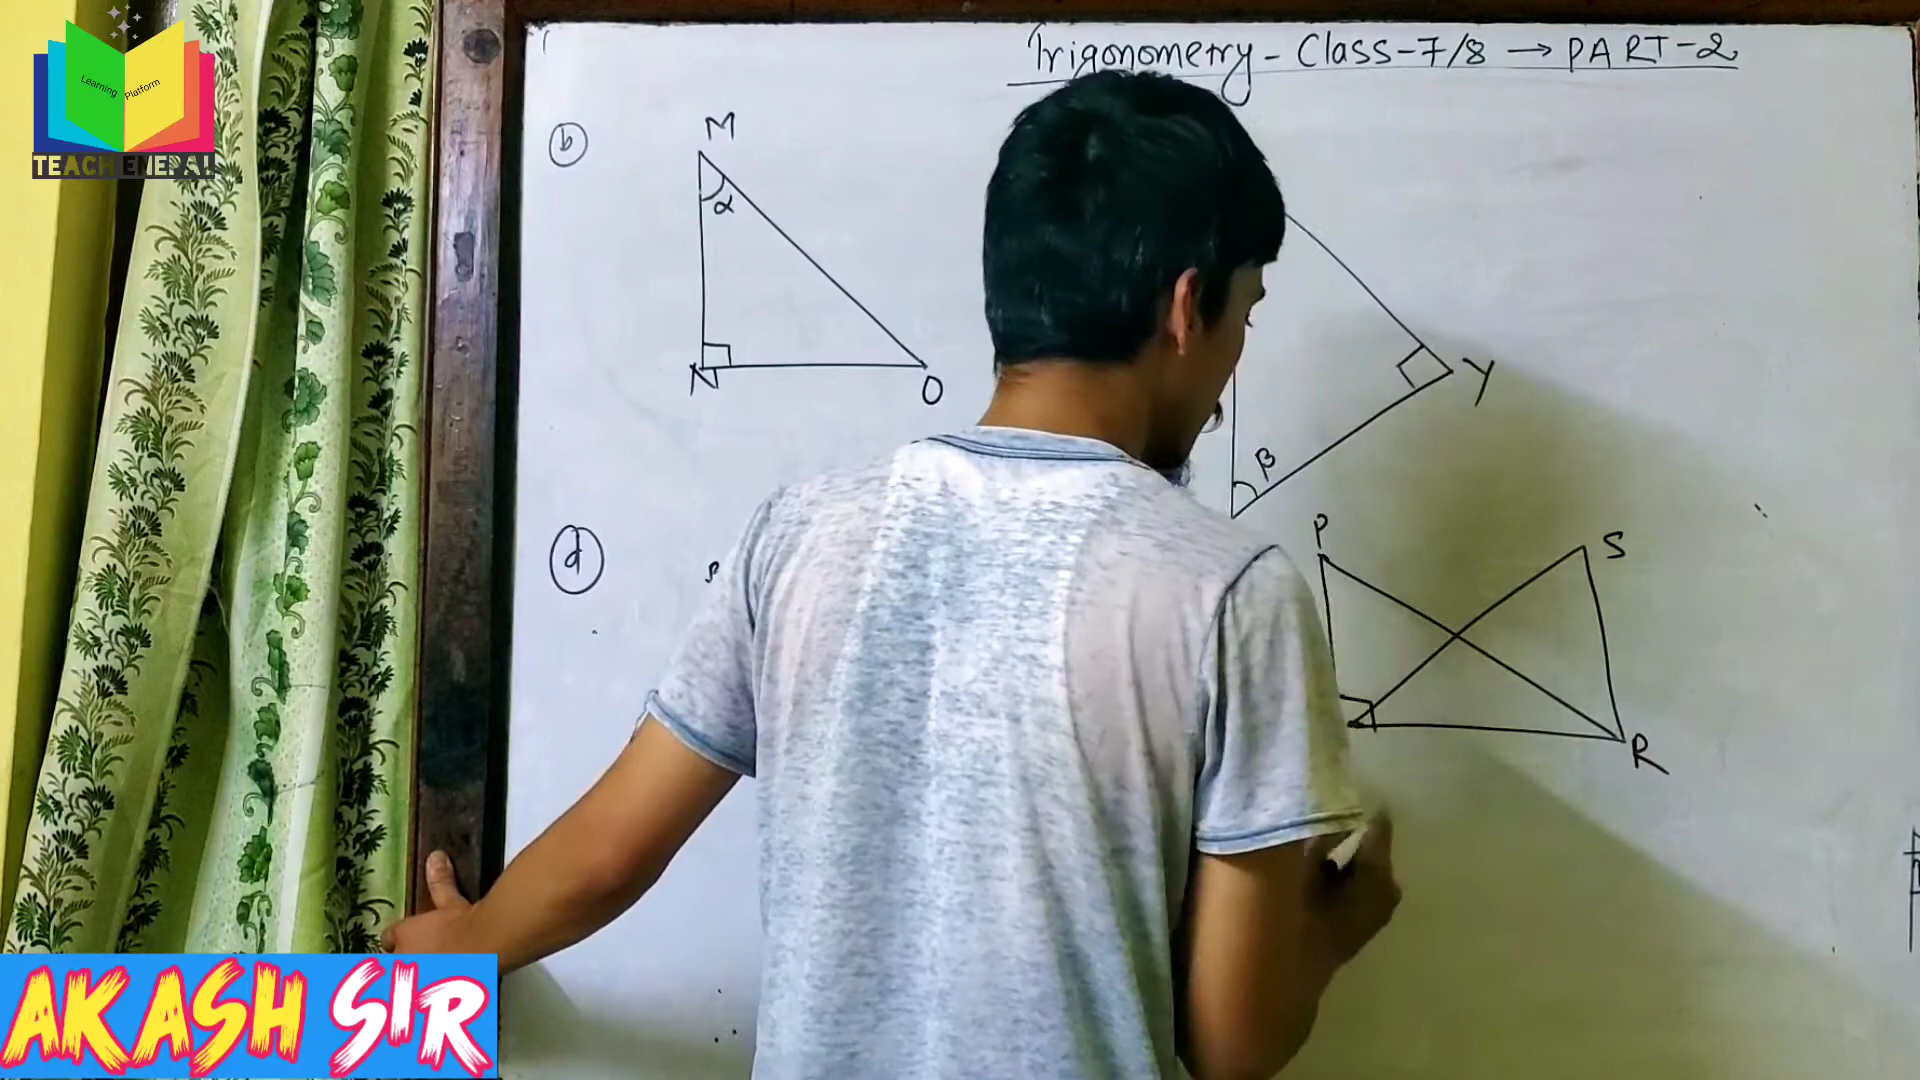 Learning Platform
TEACH ENEPAL
Trigonometry - Class-7/8 → PART-2
b
M
α
N
O
Y
β
d
P
S
R
AKASH SIR